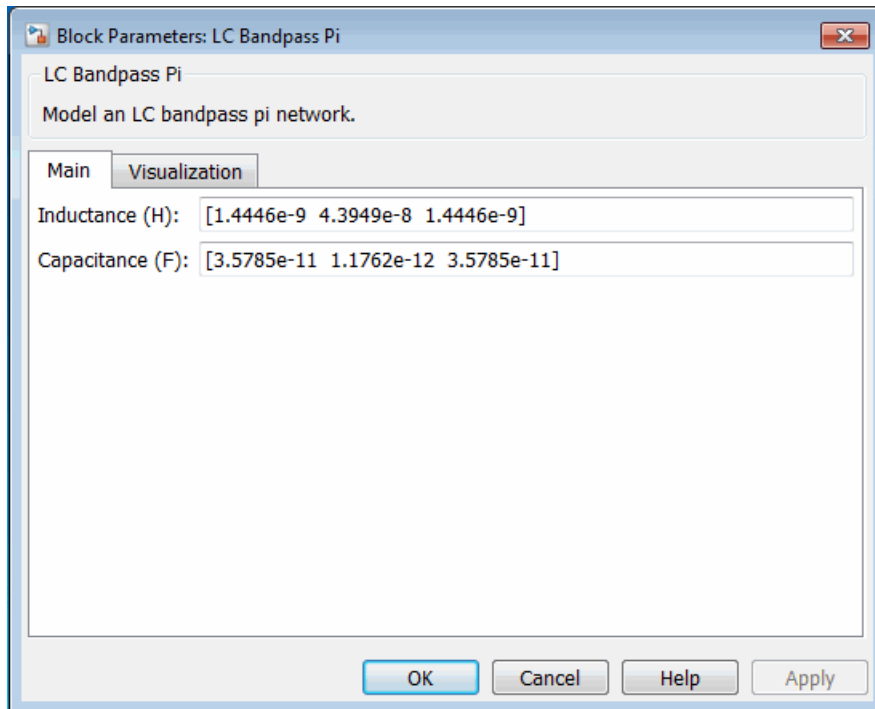 Block Parameters: LC Bandpass Pi
LC Bandpass Pi
Model an LC bandpass pi network.
Main Visualization
Inductance (H): [1.4446e-9 4.3949e-8 1.4446e-9]
Capacitance (F): [3.5785e-11 1.1762e-12 3.5785e-11]
OK Cancel Help Apply